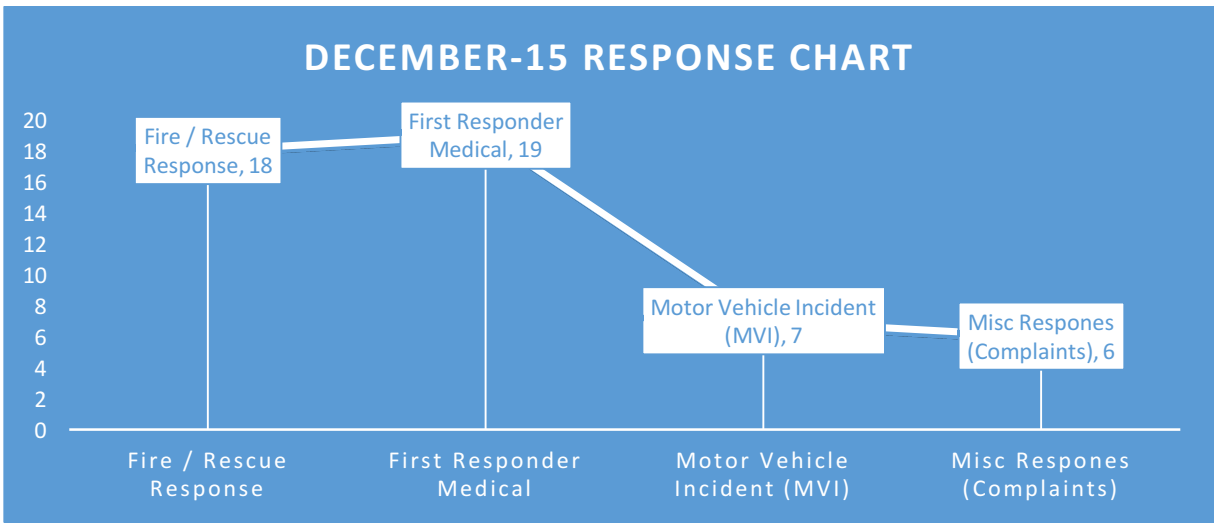 DECEMBER-15 RESPONSE CHART
20
18
16
14
12
10
8
6
4
2
0
Fire / Rescue
Response, 18
First Responder
Medical, 19
Motor Vehicle Incident
(MVI), 7
Misc Respones
(Complaints), 6
Fire / Rescue
Response
First Responder
Medical
Motor Vehicle
Incident (MVI)
Misc Respones
(Complaints)